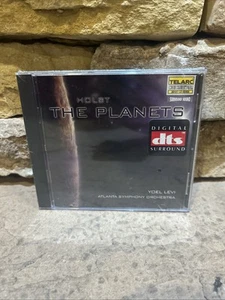 TELARC
HOLST
THE PLANETS
DIGITAL
dts
SURROUND
YOEL LEVI
ATLANTA SYMPHONY ORCHESTRA